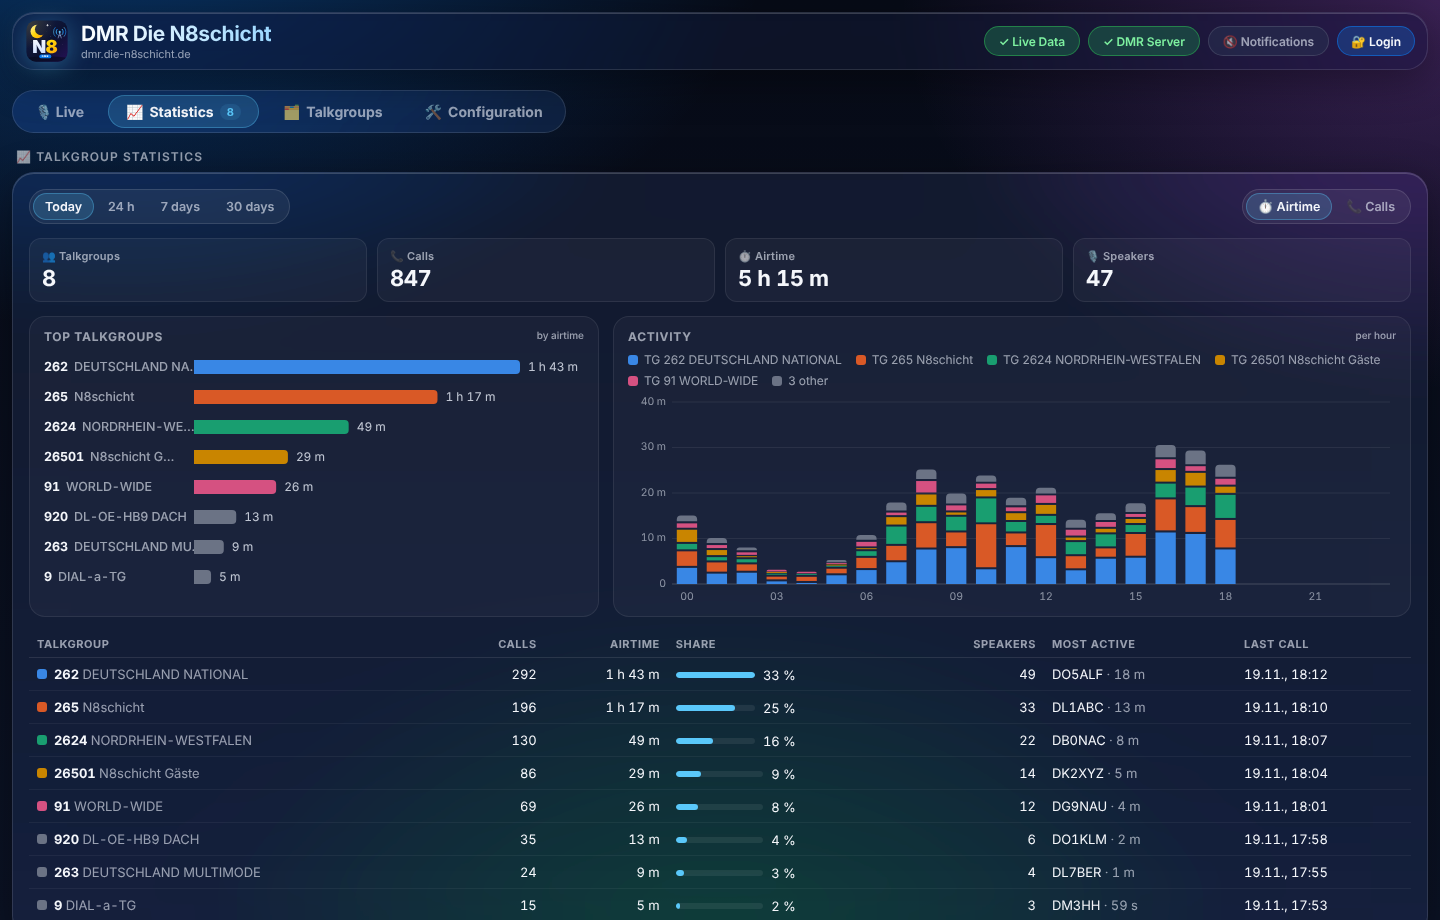 N8
DMR Die N8schicht
dmr.die-n8schicht.de
✓ Live Data
✓ DMR Server
Notifications
Login
Live
Statistics 8
Talkgroups
Configuration
TALKGROUP STATISTICS
Today 24 h 7 days 30 days
Airtime Calls
Talkgroups
8
Calls
847
Airtime
5 h 15 m
Speakers
47
TOP TALKGROUPS by airtime
262 DEUTSCHLAND NA... 1 h 43 m
265 N8schicht 1 h 17 m
2624 NORDRHEIN-WE... 49 m
26501 N8schicht G... 29 m
91 WORLD-WIDE 26 m
920 DL-OE-HB9 DACH 13 m
263 DEUTSCHLAND MU... 9 m
9 DIAL-a-TG 5 m
ACTIVITY per hour
TG 262 DEUTSCHLAND NATIONAL TG 265 N8schicht TG 2624 NORDRHEIN-WESTFALEN TG 26501 N8schicht Gäste
TG 91 WORLD-WIDE 3 other
40 m
30 m
20 m
10 m
0
00 03 06 09 12 15 18 21
TALKGROUP CALLS AIRTIME SHARE SPEAKERS MOST ACTIVE LAST CALL
262 DEUTSCHLAND NATIONAL 292 1 h 43 m 33 % 49 DO5ALF · 18 m 19.11., 18:12
265 N8schicht 196 1 h 17 m 25 % 33 DL1ABC · 13 m 19.11., 18:10
2624 NORDRHEIN-WESTFALEN 130 49 m 16 % 22 DB0NAC · 8 m 19.11., 18:07
26501 N8schicht Gäste 86 29 m 9 % 14 DK2XYZ · 5 m 19.11., 18:04
91 WORLD-WIDE 69 26 m 8 % 12 DG9NAU · 4 m 19.11., 18:01
920 DL-OE-HB9 DACH 35 13 m 4 % 6 DO1KLM · 2 m 19.11., 17:58
263 DEUTSCHLAND MULTIMODE 24 9 m 3 % 4 DL7BER · 1 m 19.11., 17:55
9 DIAL-a-TG 15 5 m 2 % 3 DM3HH · 59 s 19.11., 17:53